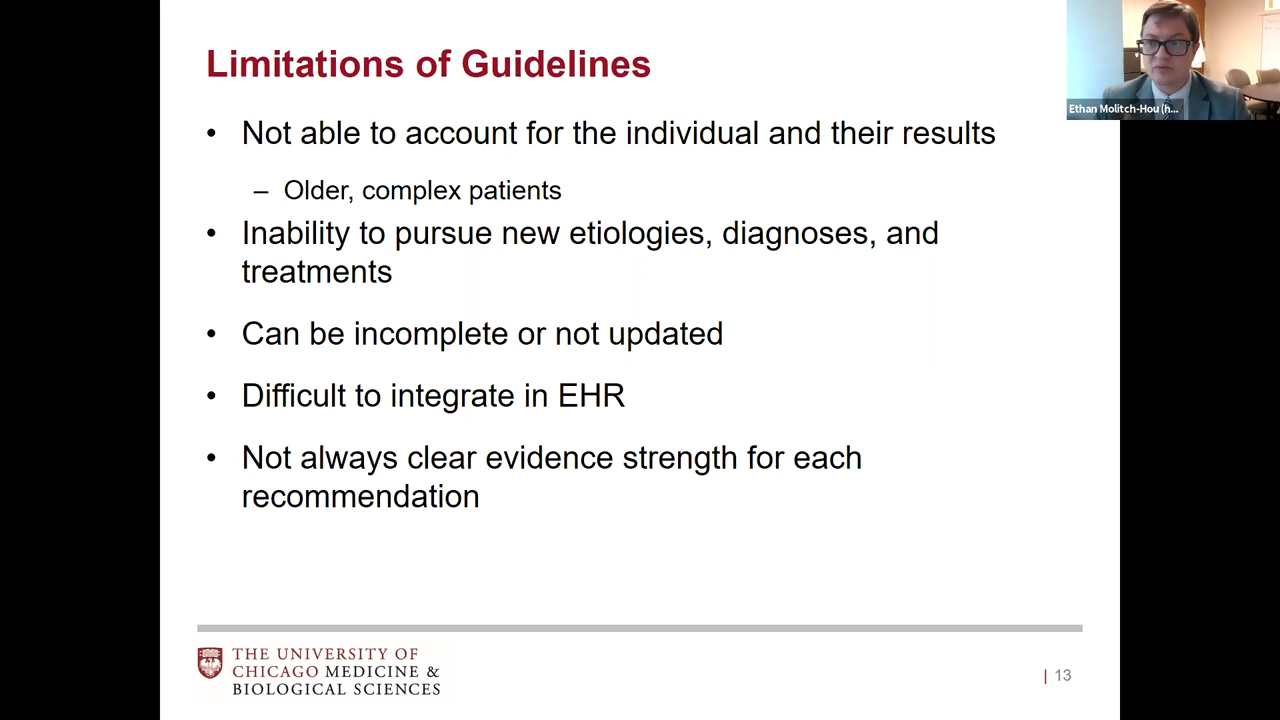 Limitations of Guidelines
Ethan Molitch-Hou (h...
• Not able to account for the individual and their results
– Older, complex patients
• Inability to pursue new etiologies, diagnoses, and
treatments
• Can be incomplete or not updated
• Difficult to integrate in EHR
• Not always clear evidence strength for each
recommendation
THE UNIVERSITY OF
CHICAGO MEDICINE &
BIOLOGICAL SCIENCES
| 13